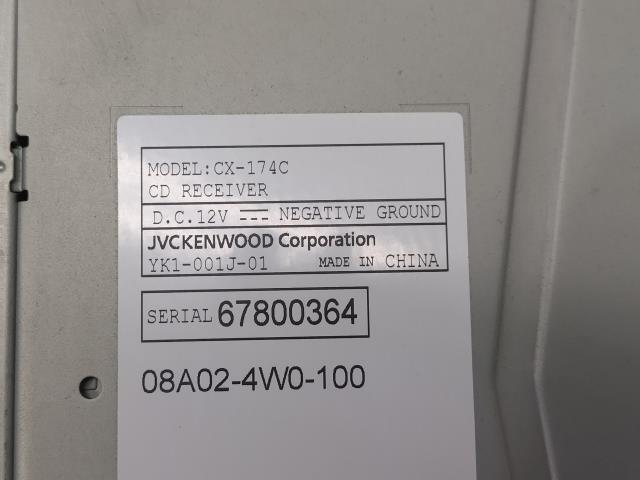 MODEL:CX-174C
CD RECEIVER
D.C.12V ⎓ NEGATIVE GROUND
JVCKENWOOD Corporation
YK1-001J-01 MADE IN CHINA
SERIAL 67800364
08A02-4W0-100